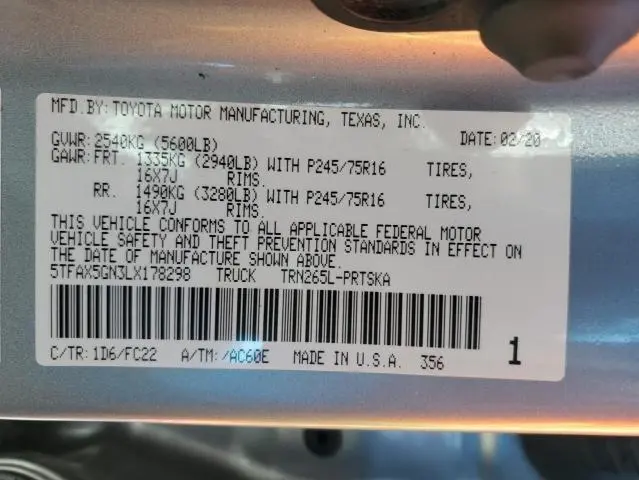 MFD.BY: TOYOTA MOTOR MANUFACTURING, TEXAS, INC.
GVWR: 2540KG (5600LB) DATE: 02/20
GAWR: FRT. 1335KG (2940LB) WITH P245/75R16 TIRES,
16X7J RIMS.
RR. 1490KG (3280LB) WITH P245/75R16 TIRES,
16X7J RIMS.
THIS VEHICLE CONFORMS TO ALL APPLICABLE FEDERAL MOTOR
VEHICLE SAFETY AND THEFT PREVENTION STANDARDS IN EFFECT ON
THE DATE OF MANUFACTURE SHOWN ABOVE.
5TFAX5GN3LX178298 TRUCK TRN265L-PRTSKA
C/TR: 1D6/FC22 A/TM: /AC60E MADE IN U.S.A. 356 1